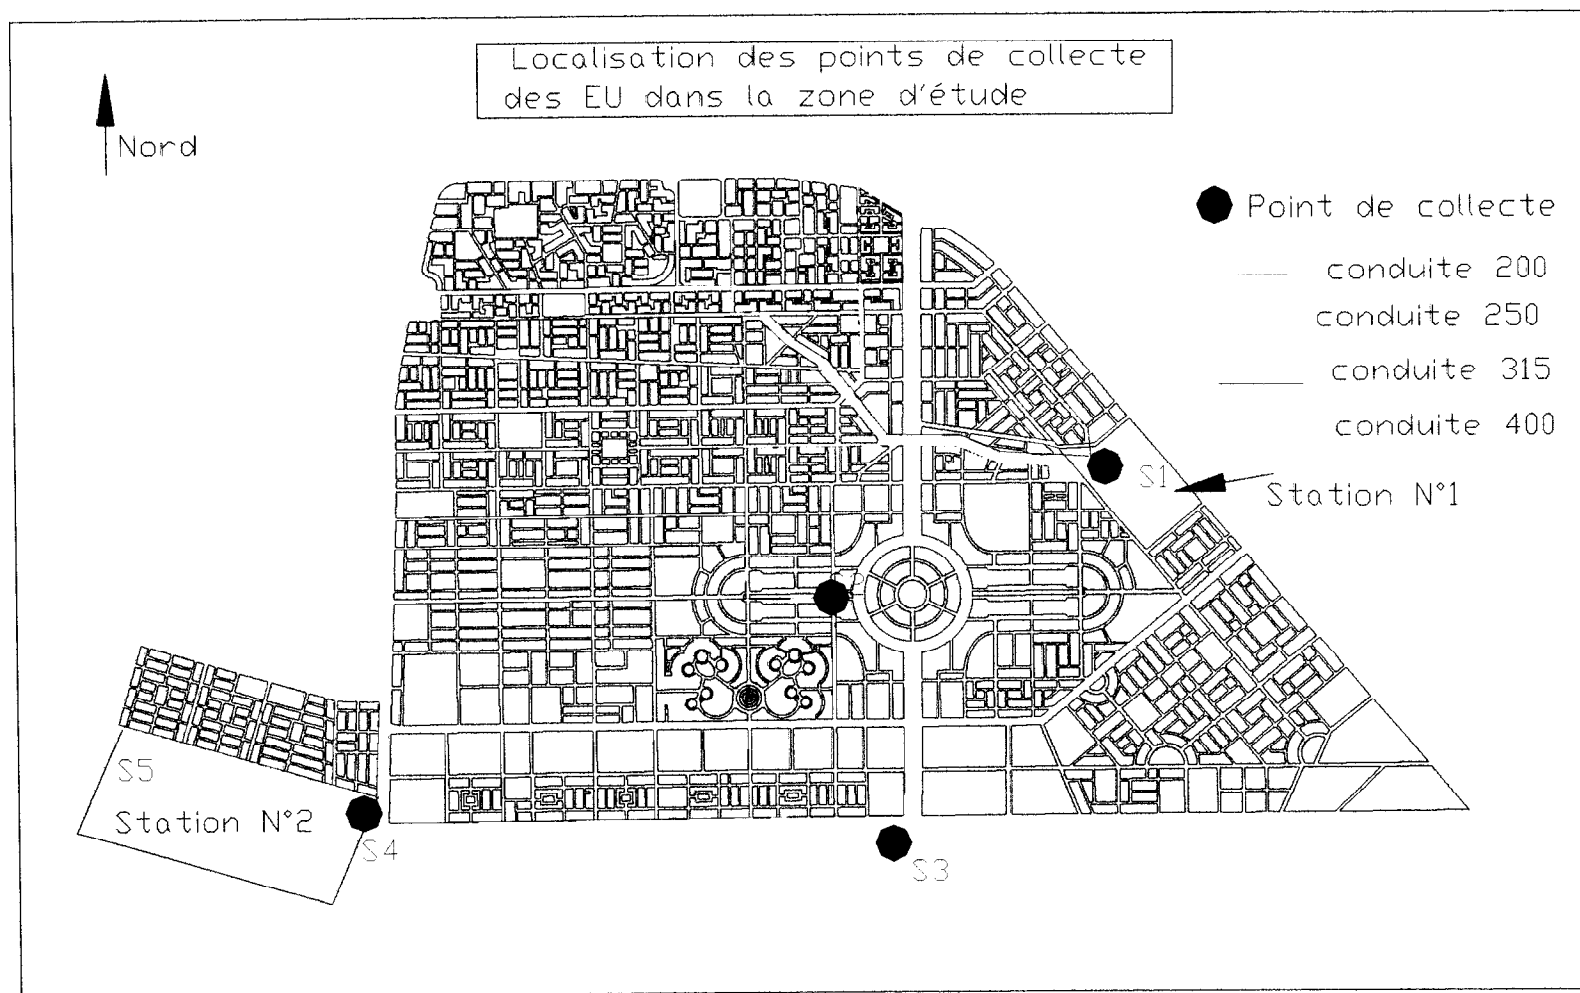 Localisation des points de collecte
des EU dans la zone d'étude
Nord
Point de collecte
conduite 200
conduite 250
conduite 315
conduite 400
S1
Station N°1
S5
Station N°2
S4
S3